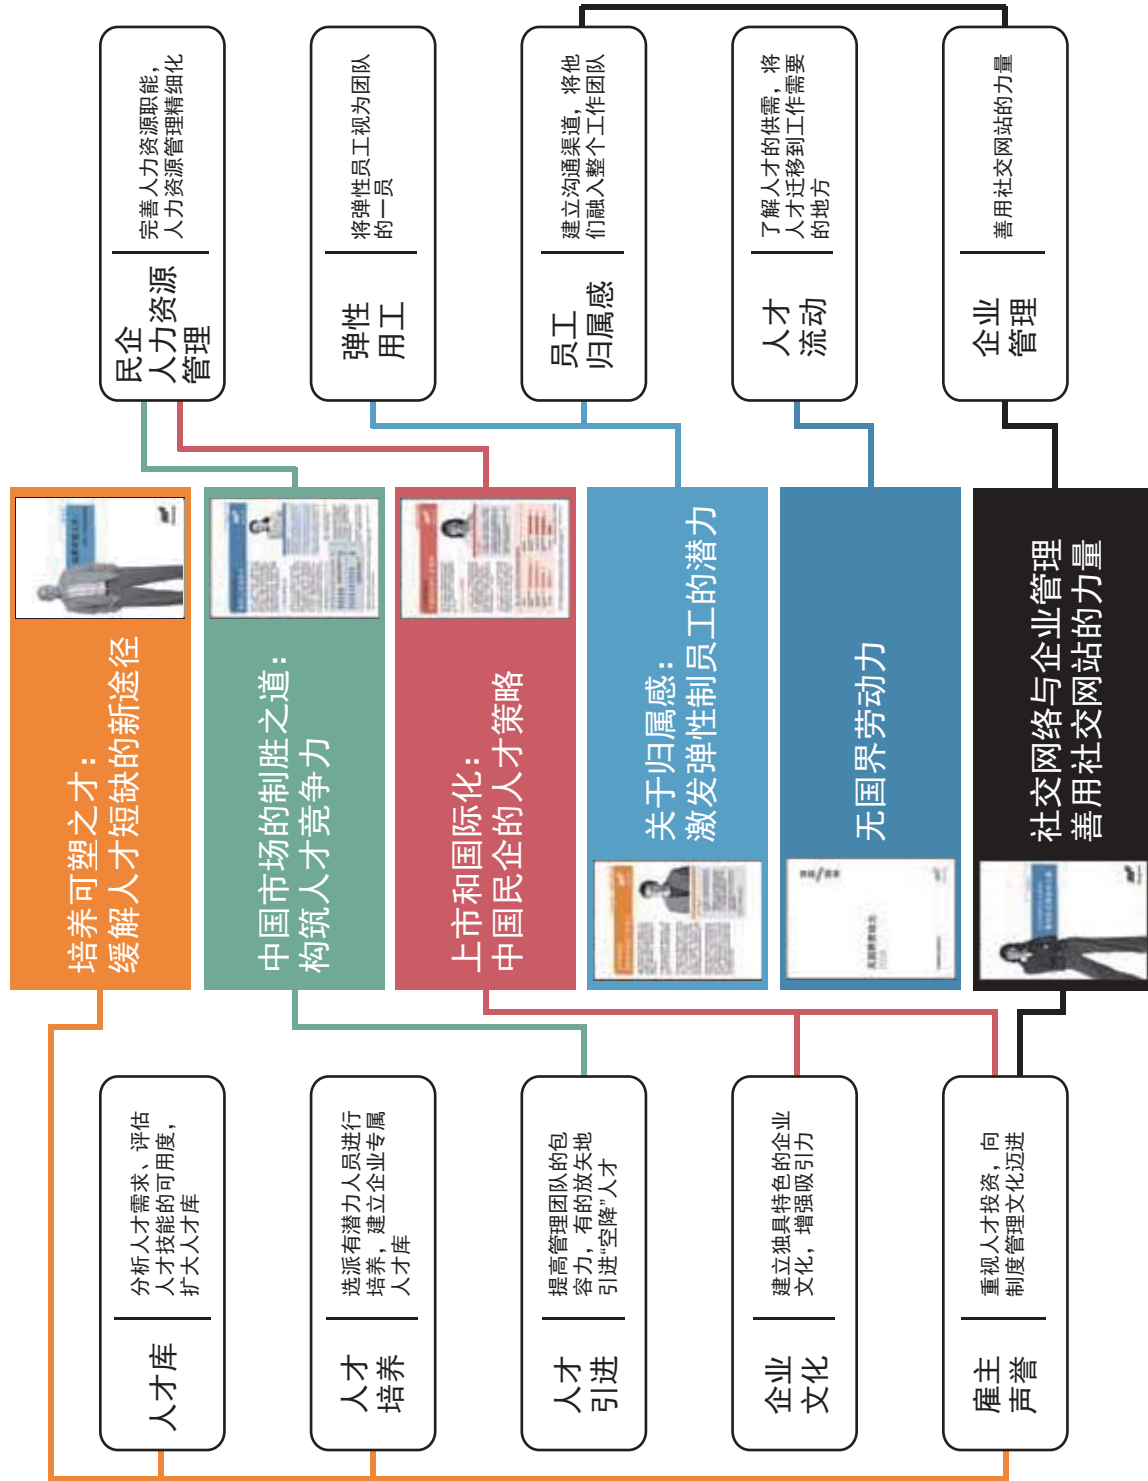 人才库
分析人才需求、评估
人才技能的可用度，
扩大人才库
人才
培养
选派有潜力人员进行
培养，建立企业专属
人才库
人才
引进
提高管理团队的包
容力，有的放矢地
引进“空降”人才
企业
文化
建立独具特色的企业
文化，增强吸引力
雇主
声誉
重视人才投资，向
制度管理文化迈进
培养可塑之才：
缓解人才短缺的新途径
中国市场的制胜之道：
构筑人才竞争力
上市和国际化：
中国民企的人才策略
关于归属感：
激发弹性制员工的潜力
无国界劳动力
社交网络与企业管理
善用社交网站的力量
民企
人力资源
管理
完善人力资源职能，
人力资源管理精细化
弹性
用工
将弹性员工视为团队
的一员
员工
归属感
建立沟通渠道，将他
们融入整个工作团队
人才
流动
了解人才的供需，将
人才迁移到工作需要
的地方
企业
管理
善用社交网站的力量